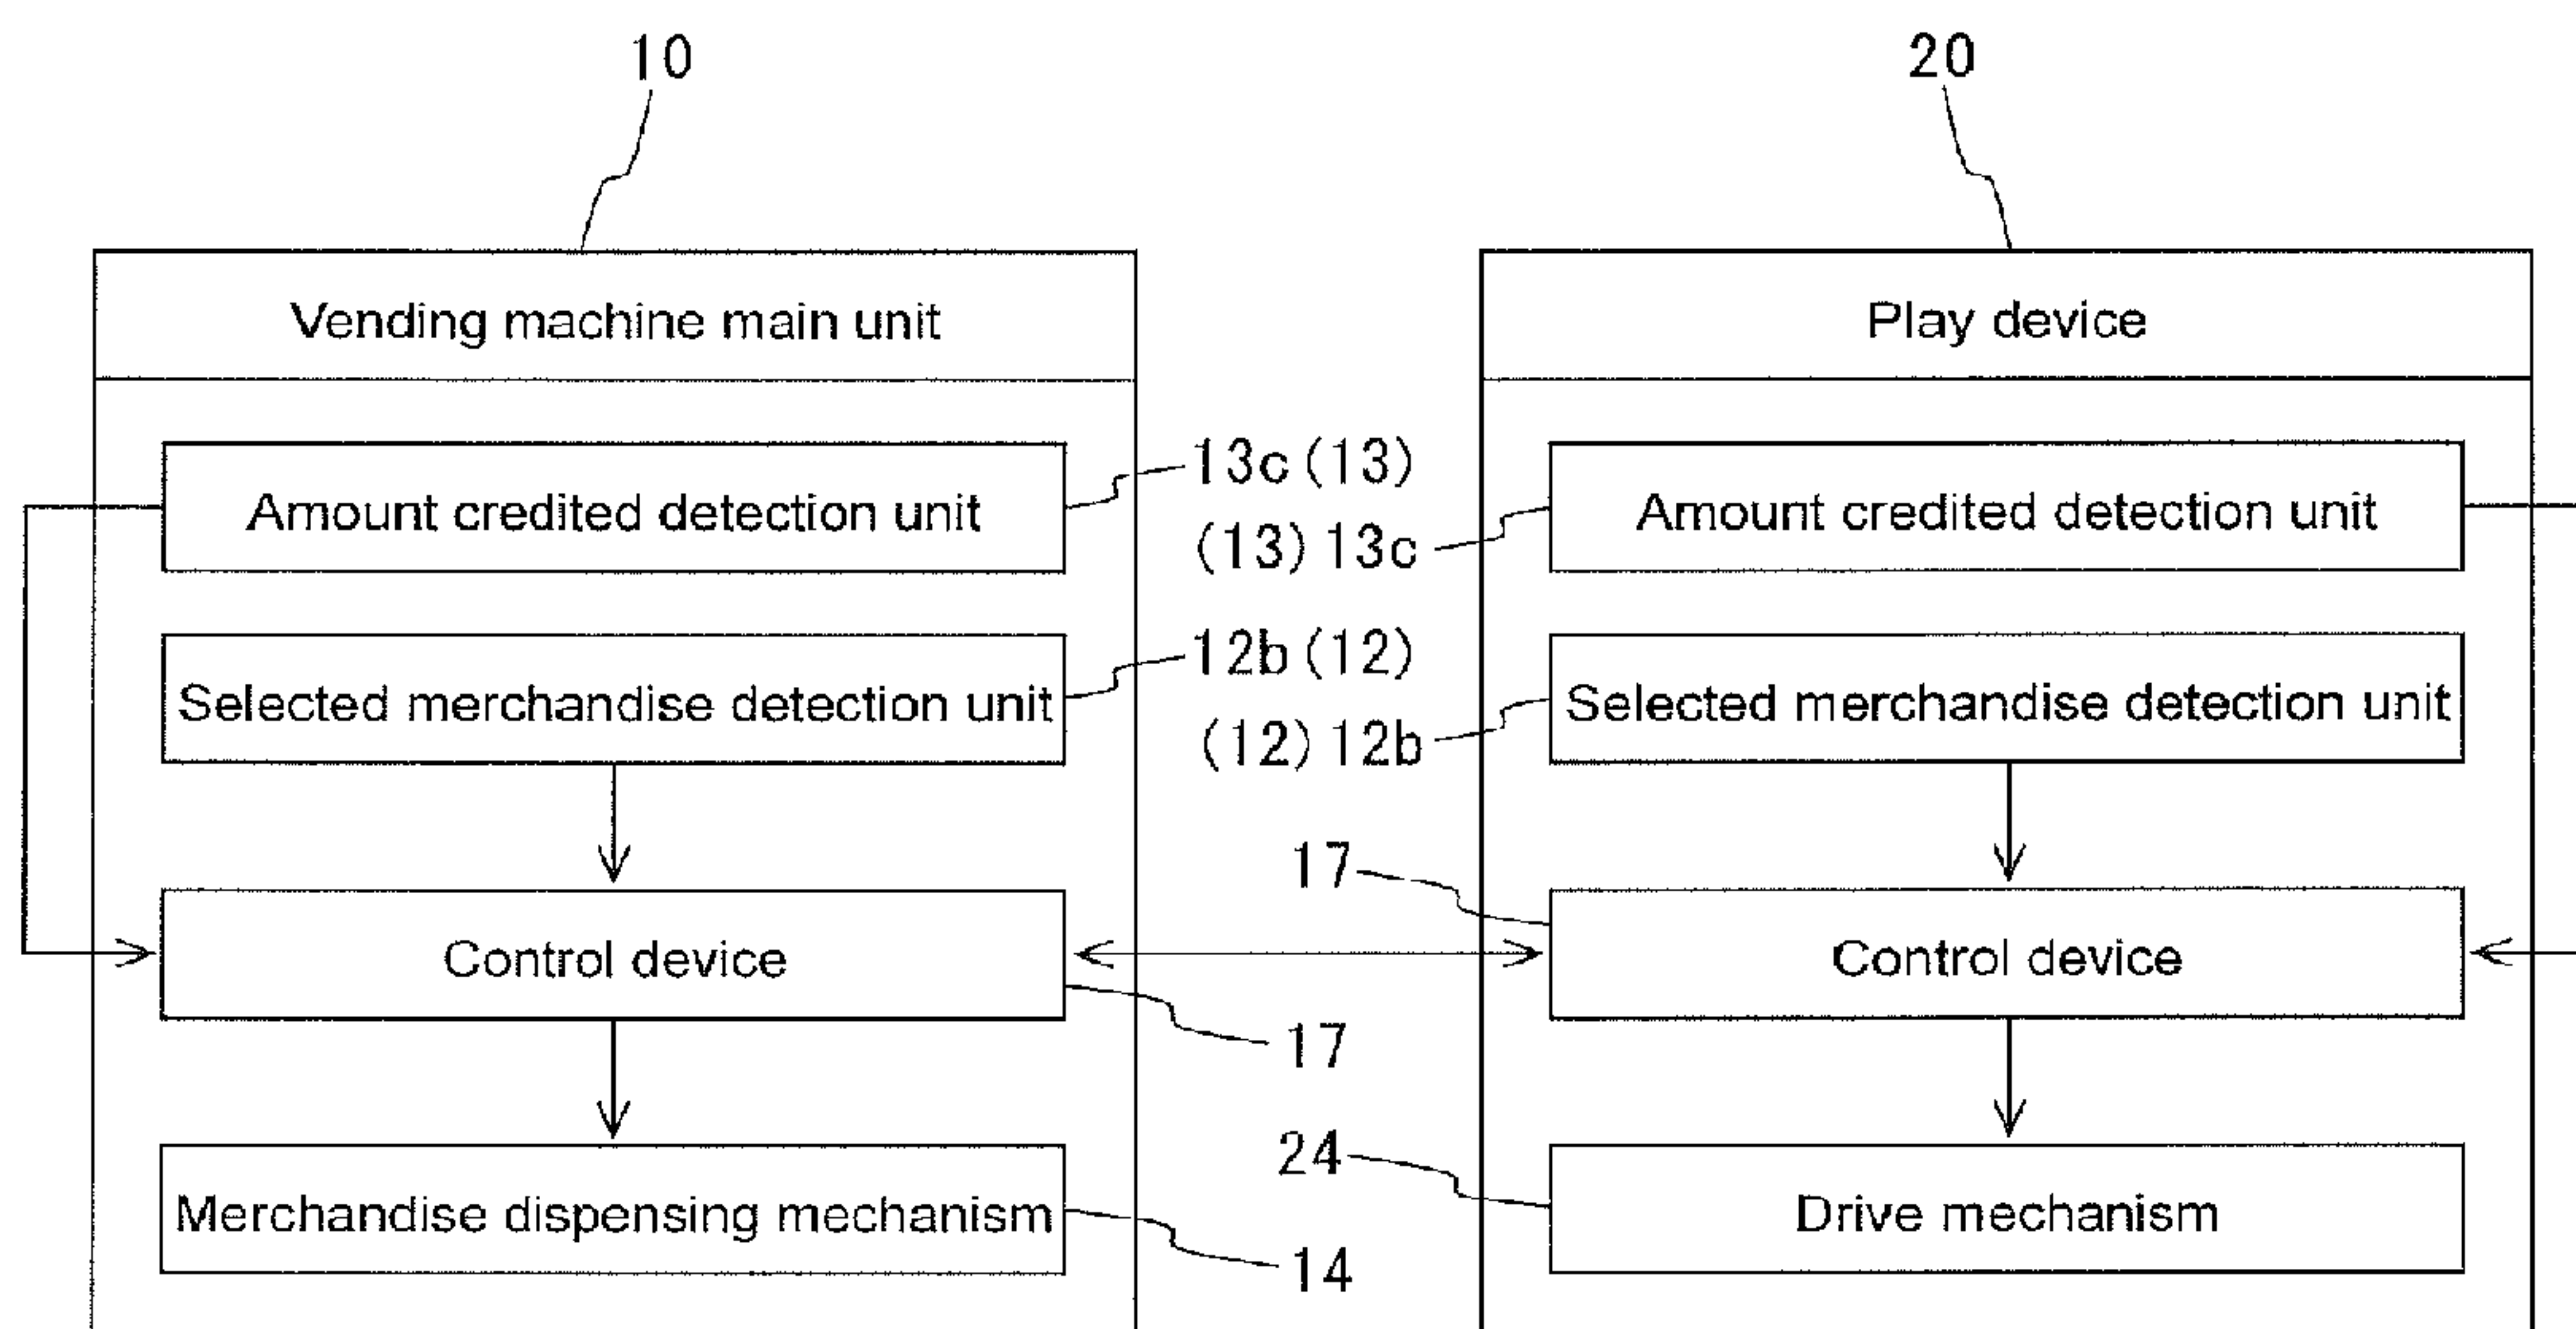 10
20
Vending machine main unit
Play device
Amount credited detection unit
13c (13)
(13) 13c
Amount credited detection unit
Selected merchandise detection unit
12b (12)
(12) 12b
Selected merchandise detection unit
17
Control device
Control device
17
24
Merchandise dispensing mechanism
Drive mechanism
14